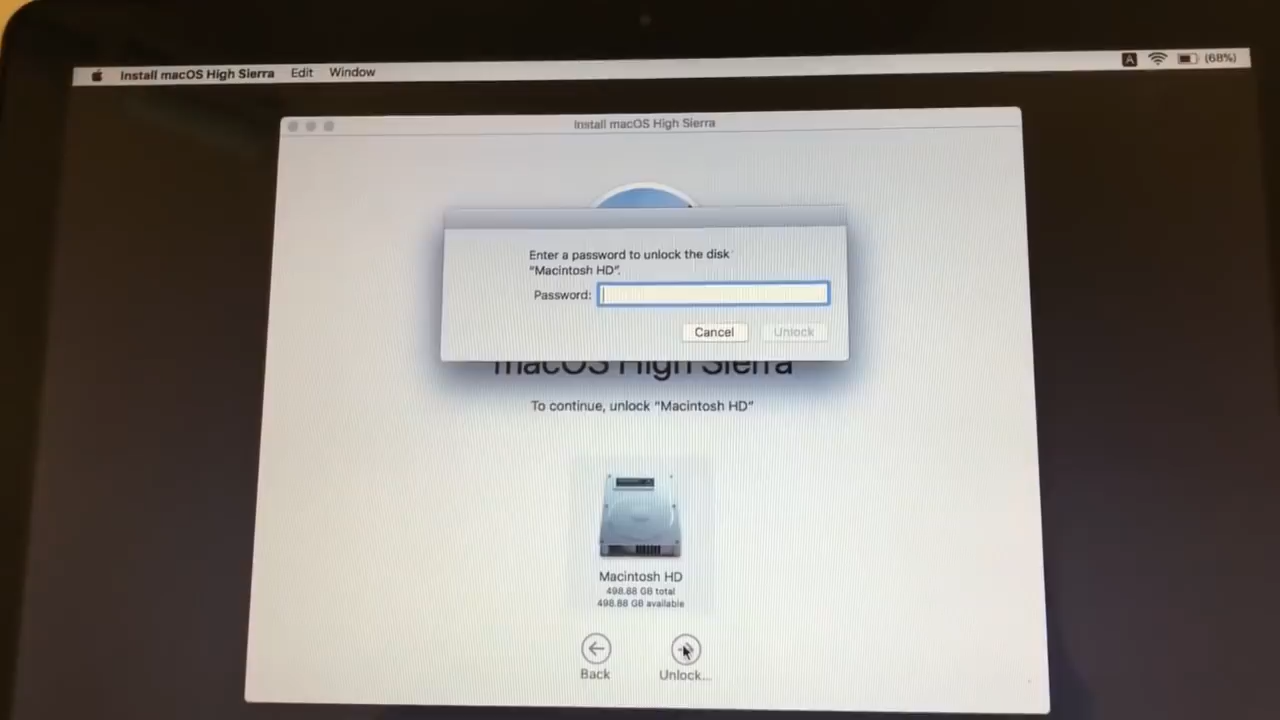 Install macOS High Sierra Edit Window A (68%)
Install macOS High Sierra
Enter a password to unlock the disk
"Macintosh HD".
Password:
Cancel Unlock
macOS High Sierra
To continue, unlock "Macintosh HD"
Macintosh HD
498.88 GB total
498.88 GB available
Back Unlock...